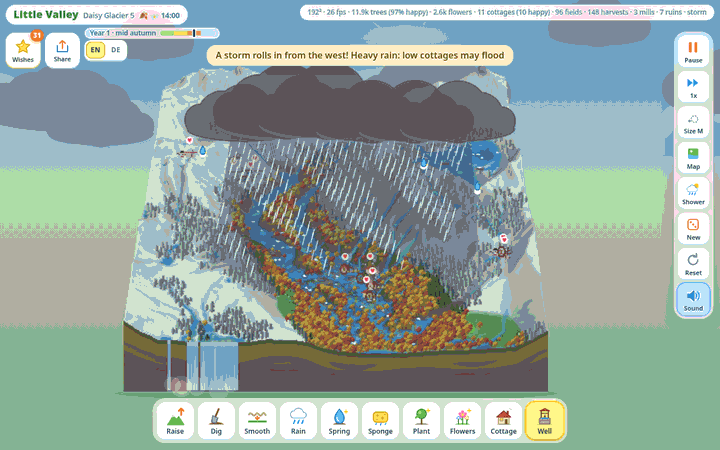 Little Valley Daisy Glacier 5 14:00
192² · 26 fps · 11.9k trees (97% happy) · 2.6k flowers · 11 cottages (10 happy) · 96 fields · 148 harvests · 3 mills · 7 ruins · storm
Year 1 · mid autumn
31
Wishes
Share
EN DE
A storm rolls in from the west! Heavy rain: low cottages may flood
Pause
1x
Size M
Map
Shower
New
Reset
Sound
Raise Dig Smooth Rain Spring Sponge Plant Flowers Cottage Well